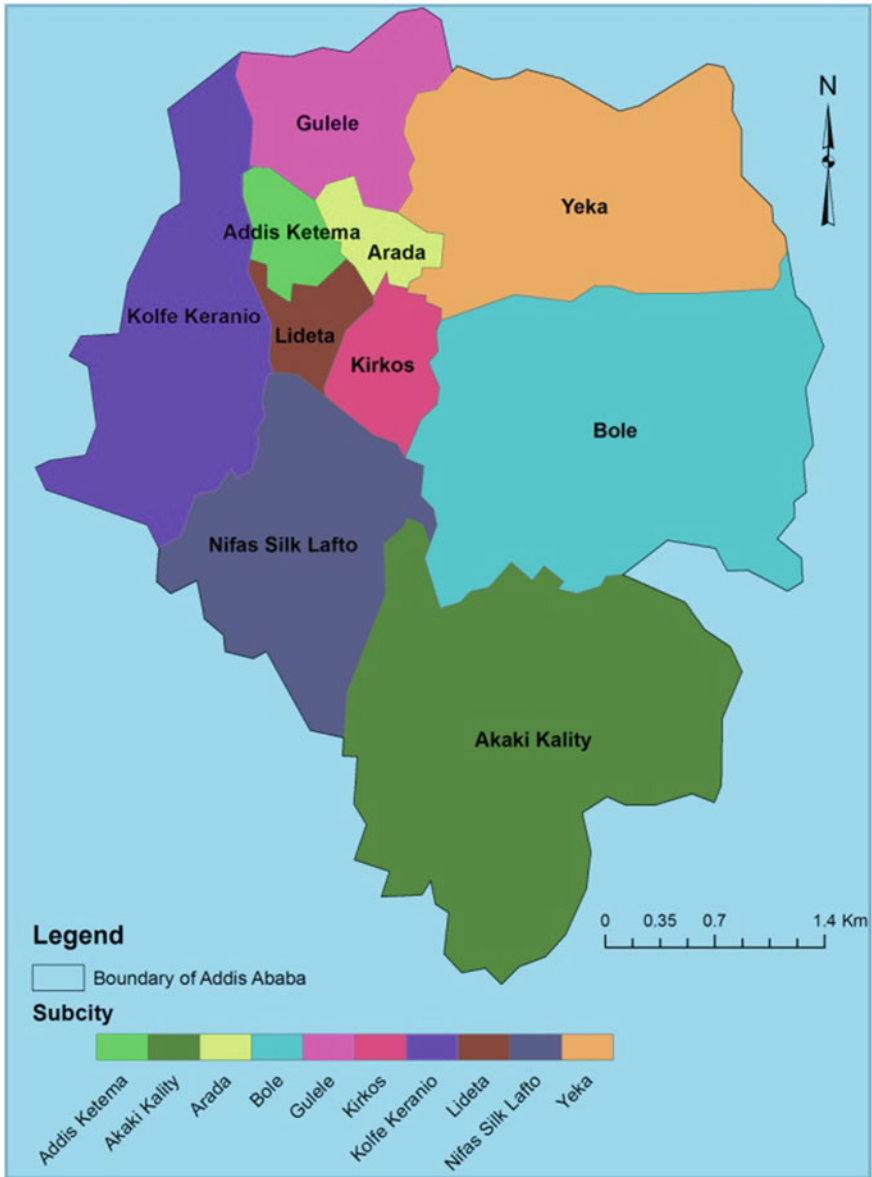 N
Gulele
Yeka
Addis Ketema
Arada
Kolfe Keranio
Lideta
Kirkos
Bole
Nifas Silk Lafto
Akaki Kality
0 0.35 0.7 1.4 Km
Legend
Boundary of Addis Ababa
Subcity
Addis Ketema
Akaki Kality
Arada
Bole
Gulele
Kirkos
Kolfe Keranio
Lideta
Nifas Silk Lafto
Yeka